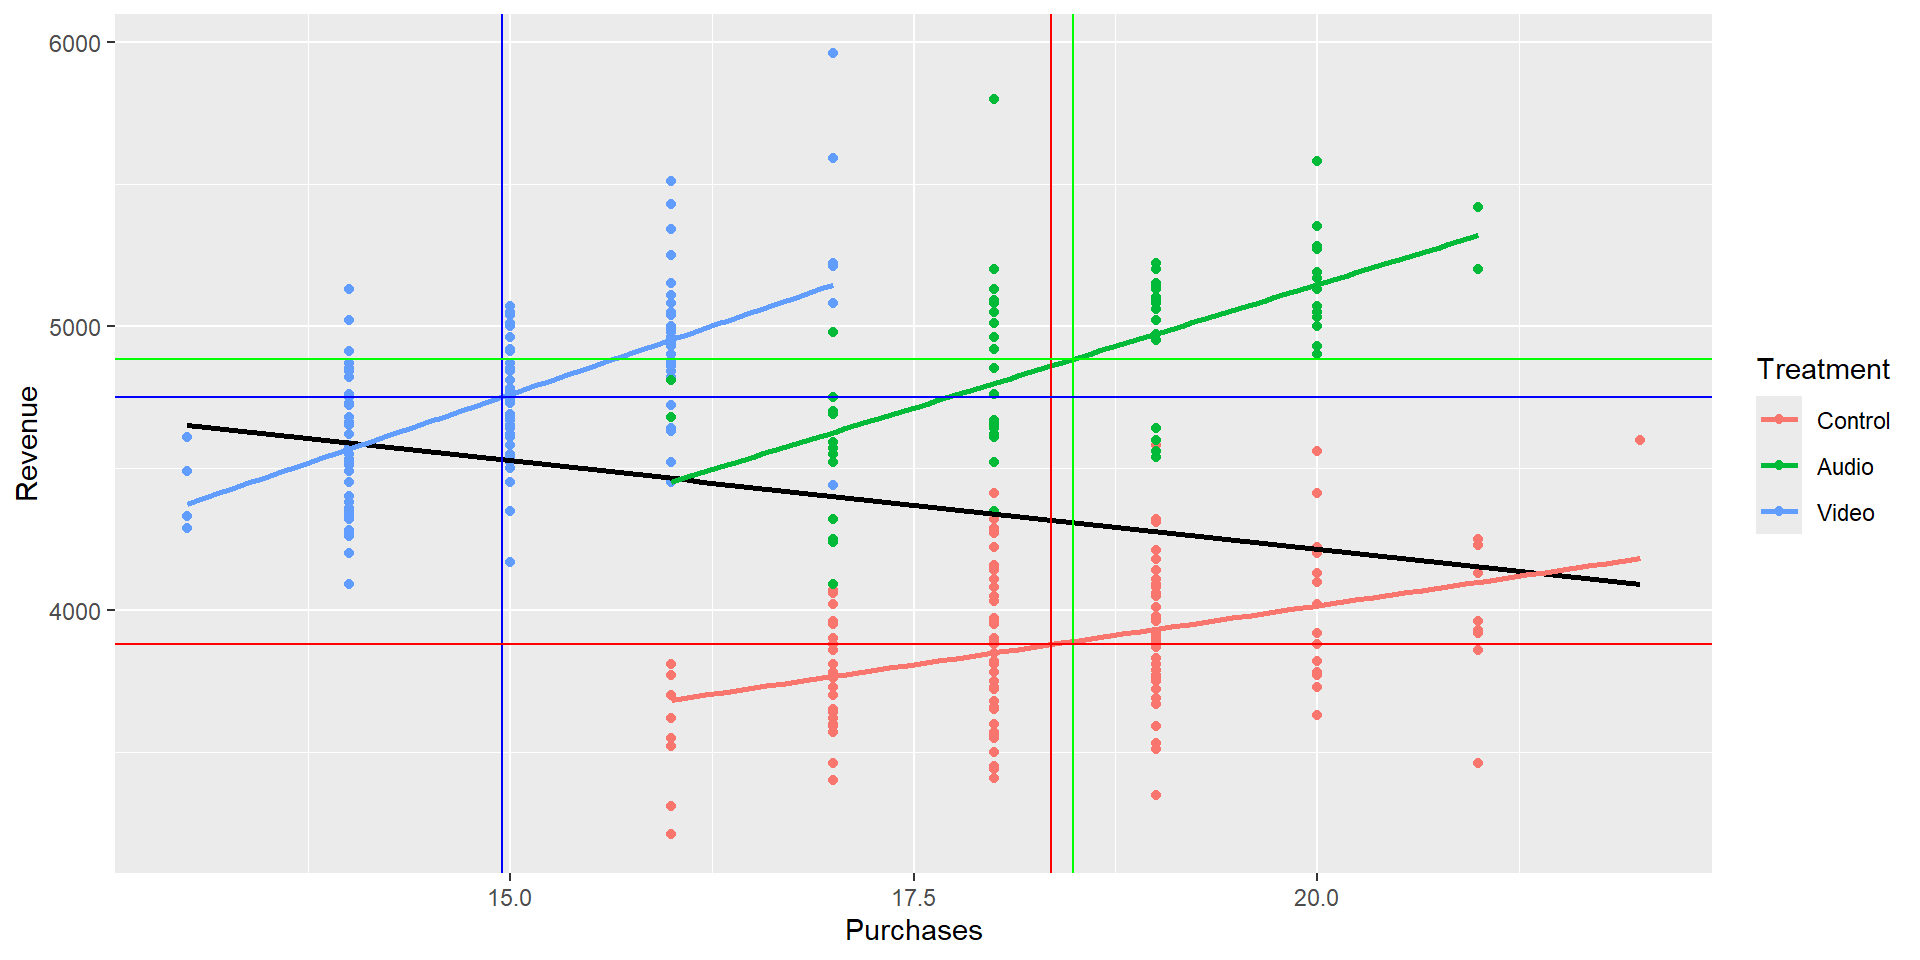 6000
5000
4000
Revenue
15.0
17.5
20.0
Purchases
Treatment
Control
Audio
Video